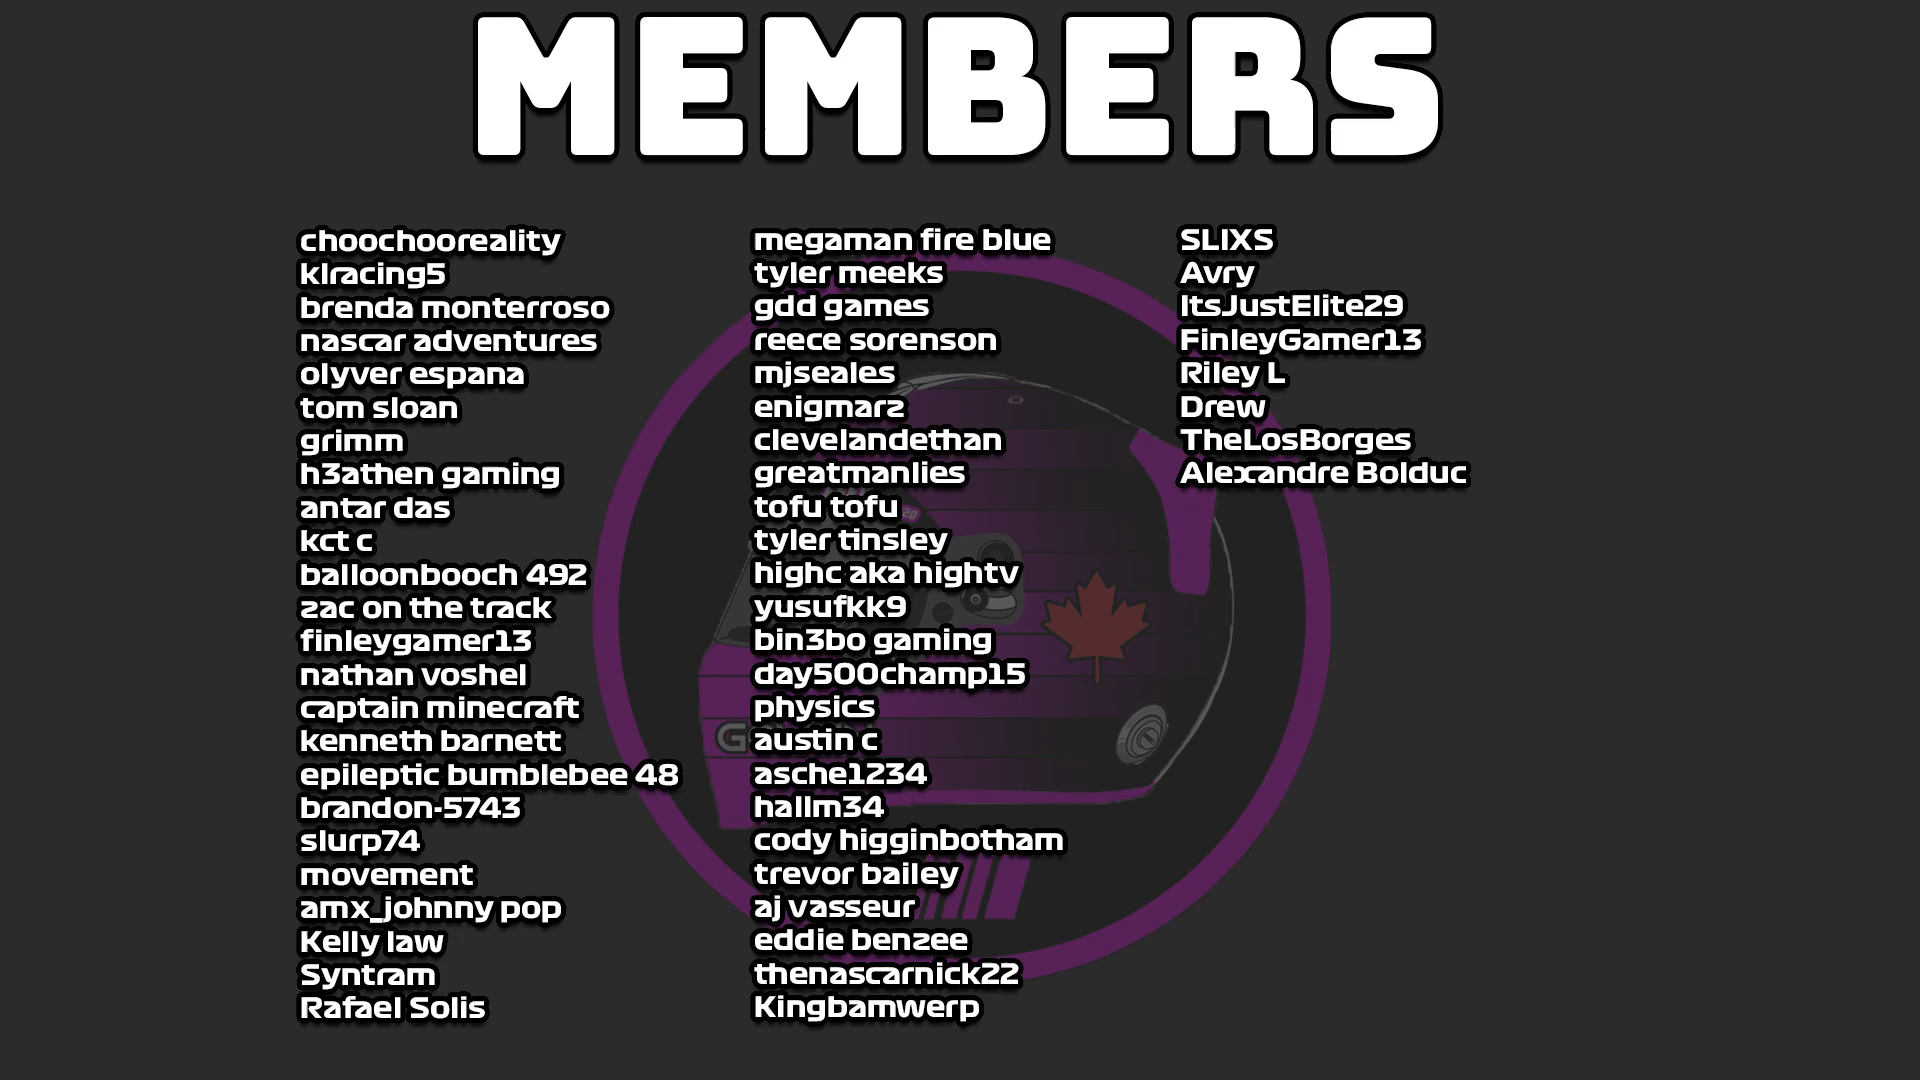 MEMBERS
choochooreality
klracing5
brenda monterroso
nascar adventures
olyver espana
tom sloan
grimm
h3athen gaming
antar das
kct c
balloonbooch 492
zac on the track
finleygamer13
nathan voshel
captain minecraft
kenneth barnett
epileptic bumblebee 48
brandon-5743
slurp74
movement
amx_johnny pop
Kelly law
Syntram
Rafael Solis
megaman fire blue
tyler meeks
gdd games
reece sorenson
mjseales
enigmarz
clevelandethan
greatmanlies
tofu tofu
tyler tinsley
highc aka hightv
yusufkk9
bin3bo gaming
day500champ15
physics
austin c
asche1234
hallm34
cody higginbotham
trevor bailey
aj vasseur
eddie benzee
thenascarnick22
Kingbamwerp
SLIXS
Avry
ItsJustElite29
FinleyGamer13
Riley L
Drew
TheLosBorges
Alexandre Bolduc